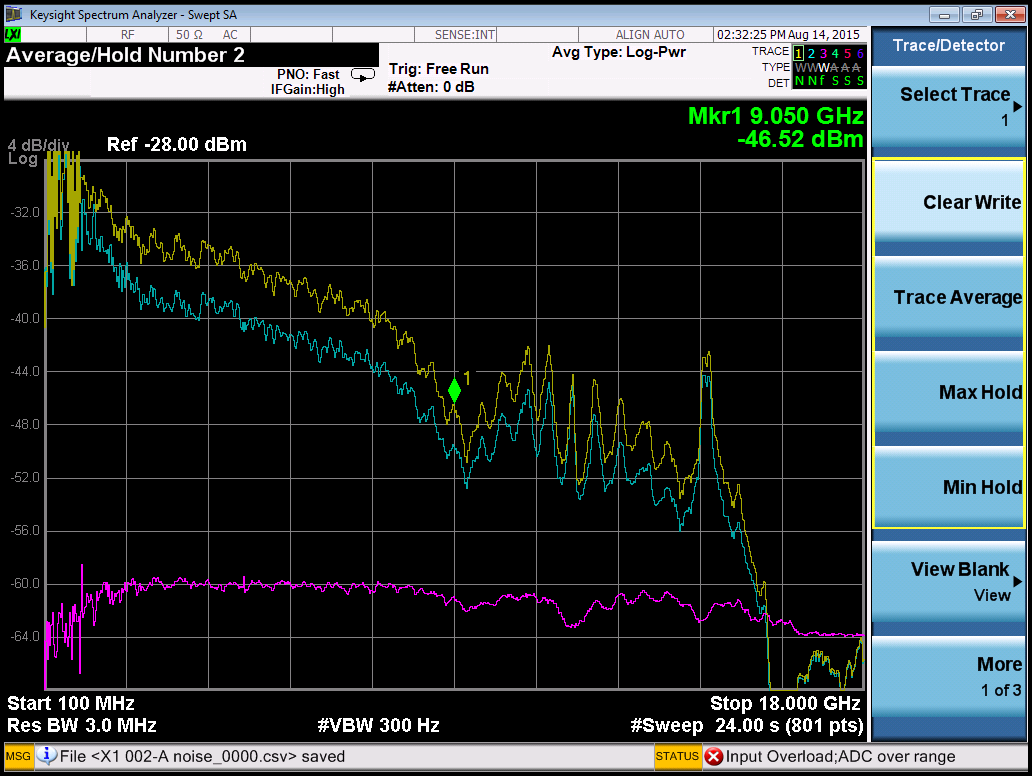 Keysight Spectrum Analyzer - Swept SA
LXI
RF
50 Ω
AC
SENSE:INT
ALIGN AUTO
02:32:25 PM Aug 14, 2015
Average/Hold Number 2
Avg Type: Log-Pwr
TRACE 1 2 3 4 5 6
TYPE W W W A A A
DET N N f S S S
PNO: Fast
IFGain:High
Trig: Free Run
#Atten: 0 dB
Mkr1 9.050 GHz
-46.52 dBm
4 dB/div
Log
Ref -28.00 dBm
-32.0
-36.0
-40.0
-44.0
-48.0
-52.0
-56.0
-60.0
-64.0
1
Start 100 MHz
Stop 18.000 GHz
Res BW 3.0 MHz
#VBW 300 Hz
#Sweep 24.00 s (801 pts)
MSG
File <X1 002-A noise_0000.csv> saved
STATUS
Input Overload;ADC over range
Trace/Detector
Select Trace
1
Clear Write
Trace Average
Max Hold
Min Hold
View Blank
View
More
1 of 3